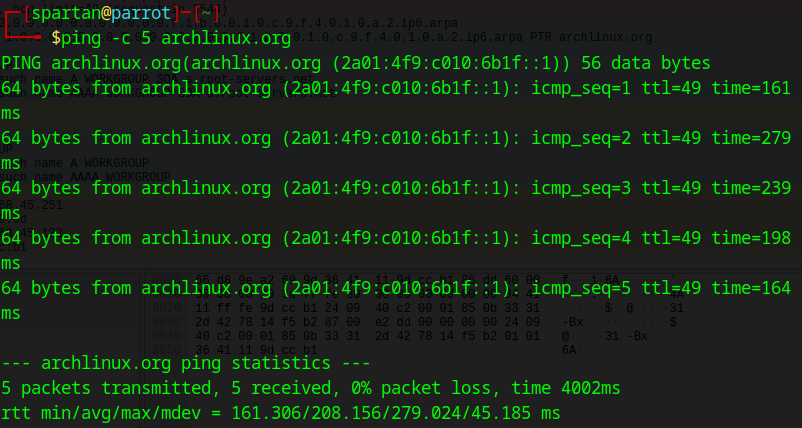 [spartan@parrot]─[~]
$ping -c 5 archlinux.org
PING archlinux.org(archlinux.org (2a01:4f9:c010:6b1f::1)) 56 data bytes
64 bytes from archlinux.org (2a01:4f9:c010:6b1f::1): icmp_seq=1 ttl=49 time=161
ms
64 bytes from archlinux.org (2a01:4f9:c010:6b1f::1): icmp_seq=2 ttl=49 time=279
ms
64 bytes from archlinux.org (2a01:4f9:c010:6b1f::1): icmp_seq=3 ttl=49 time=239
ms
64 bytes from archlinux.org (2a01:4f9:c010:6b1f::1): icmp_seq=4 ttl=49 time=198
ms
64 bytes from archlinux.org (2a01:4f9:c010:6b1f::1): icmp_seq=5 ttl=49 time=164
ms
--- archlinux.org ping statistics ---
5 packets transmitted, 5 received, 0% packet loss, time 4002ms
rtt min/avg/max/mdev = 161.306/208.156/279.024/45.185 ms